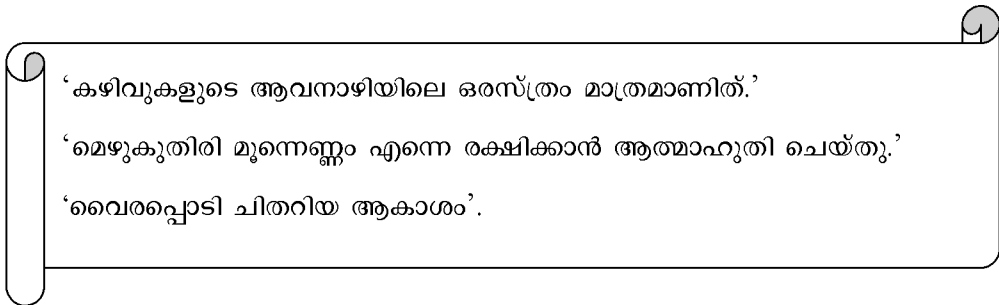 ‘കഴിവുകളുടെ ആവനാഴിയിലെ ഒരസ്ത്രം മാത്രമാണിത്.’
‘മെഴുകുതിരി മൂന്നെണ്ണം എന്നെ രക്ഷിക്കാൻ ആത്മാഹുതി ചെയ്തു.’
‘വൈരപ്പൊടി ചിതറിയ ആകാശം’.